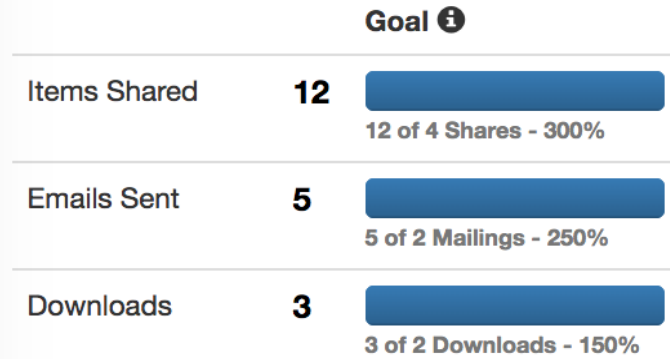 Goal
Items Shared 12
12 of 4 Shares - 300%
Emails Sent 5
5 of 2 Mailings - 250%
Downloads 3
3 of 2 Downloads - 150%